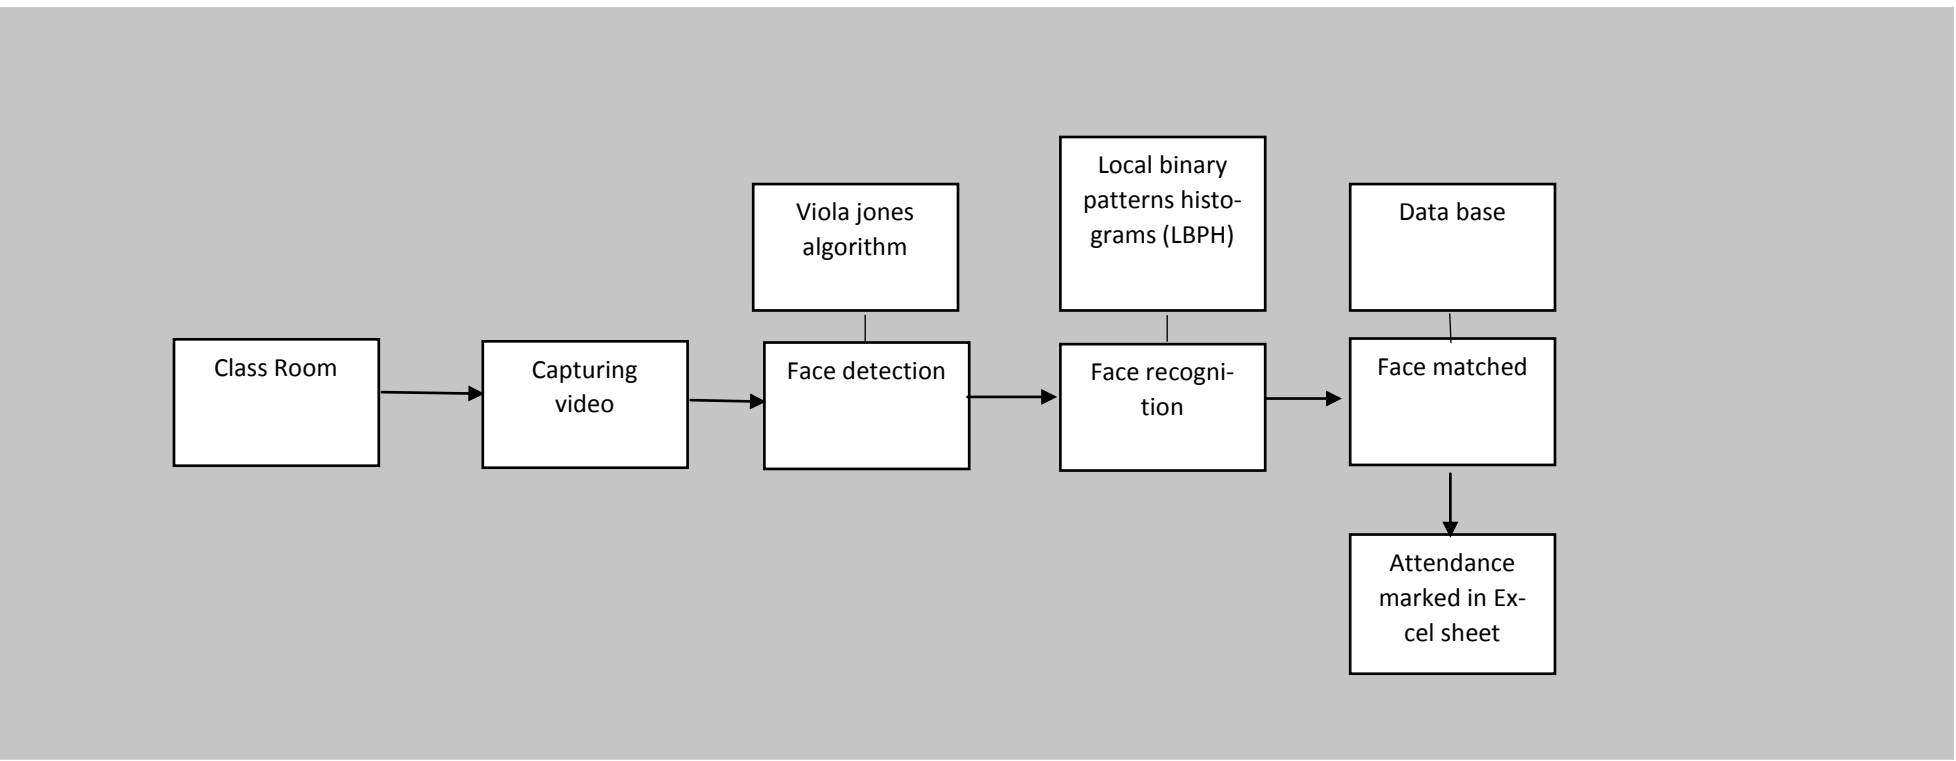 Local binary
patterns histo-
grams (LBPH)
Viola jones
algorithm
Data base
Class Room
Capturing
video
Face detection
Face recogni-
tion
Face matched
Attendance
marked in Ex-
cel sheet